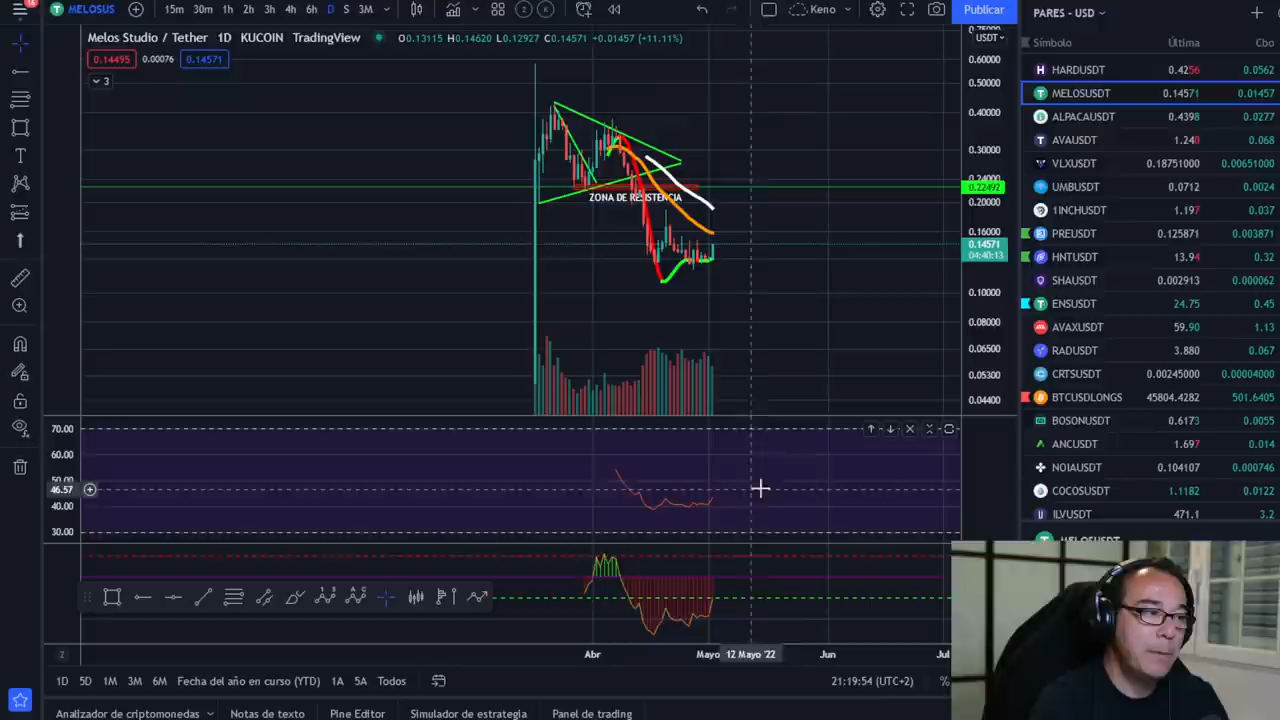 16
MELOSUS
15m 30m 1h 2h 3h 4h 6h D S 3M
2
Keno
Publicar
Melos Studio / Tether 1D KUCOIN TradingView
O0.13115 H0.14620 L0.12927 C0.14571 +0.01457 (+11.11%)
0.14495 0.00076 0.14571
3
USDT
0.60000
0.50000
0.40000
0.30000
0.24000
0.22492
0.20000
0.16000
0.14571
04:40:13
0.10000
0.08000
0.06500
0.05300
0.04400
ZONA DE RESISTENCIA
70.00
60.00
46.57
40.00
30.00
Abr
Mayo
12 Mayo '22
Jun
Jul
1D 5D 1M 3M 6M Fecha del año en curso (YTD) 1A 5A Todos
21:19:54 (UTC+2)
%
Analizador de criptomonedas
Notas de texto
Pine Editor
Simulador de estrategia
Panel de trading
PARES - USD
Símbolo Última Cbo
HARDUSDT 0.4256 0.0562
MELOSUSDT 0.14571 0.01457
ALPACAUSDT 0.4398 0.0277
AVAUSDT 1.240 0.068
VLXUSDT 0.18751000 0.00651000
UMBUSDT 0.0712 0.0024
1INCHUSDT 1.197 0.037
PREUSDT 0.125871 0.003871
HNTUSDT 13.94 0.32
SHAUSDT 0.002913 0.000062
ENSUSDT 24.75 0.45
AVAXUSDT 59.90 1.13
RADUSDT 3.880 0.067
CRTSUSDT 0.00245000 0.00004000
BTCUSDLONGS 45804.4282 501.6405
BOSONUSDT 0.6173 0.0055
ANCUSDT 1.697 0.014
NOIAUSDT 0.104107 0.000746
COCOSUSDT 1.1182 0.0122
ILVUSDT 471.1 3.2
MELOSUSDT